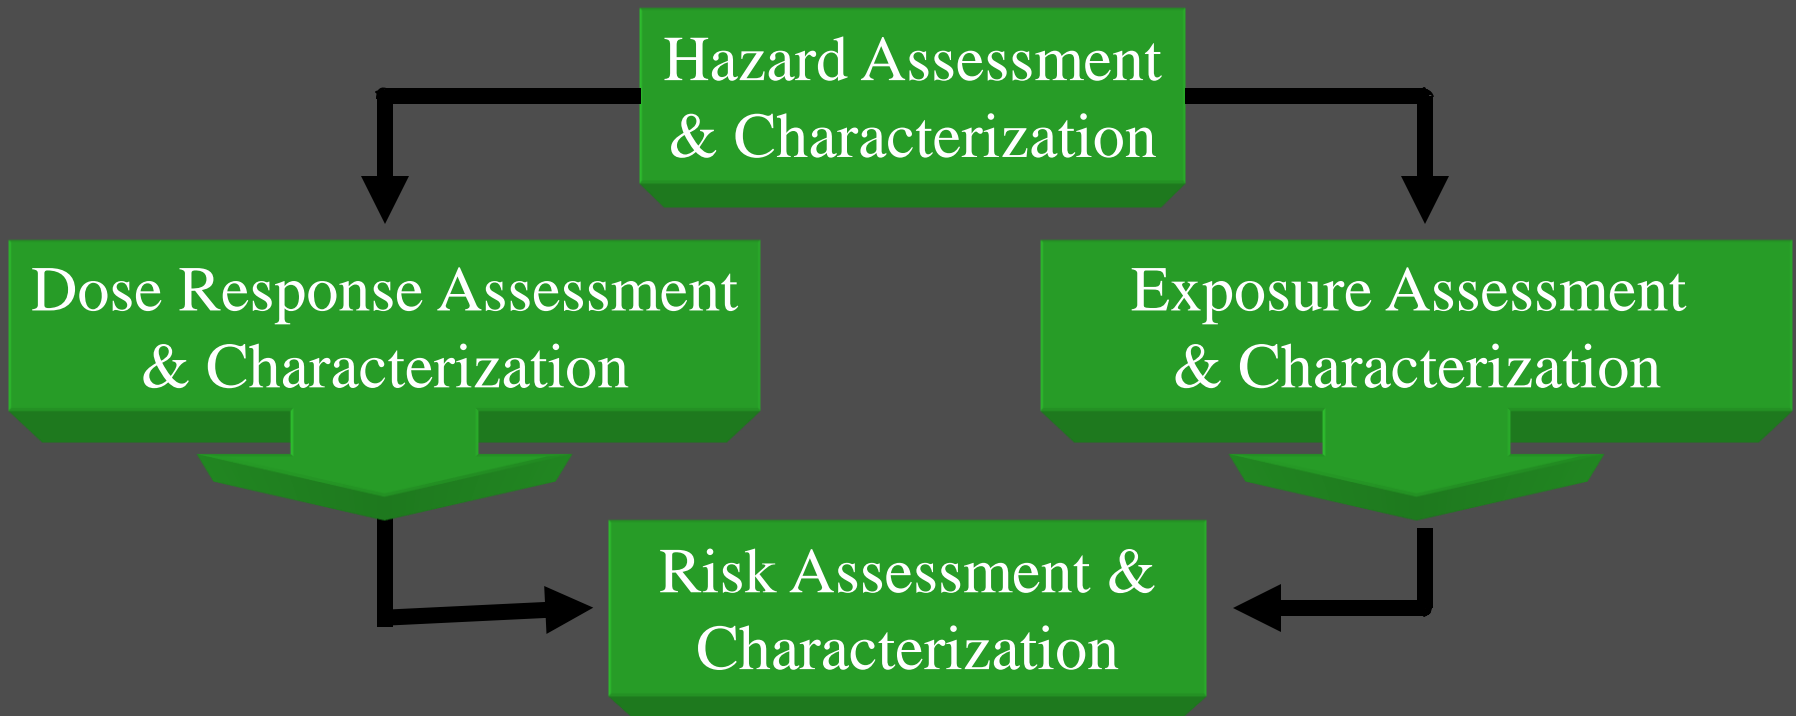 Hazard Assessment
& Characterization
Dose Response Assessment
& Characterization
Exposure Assessment
& Characterization
Risk Assessment &
Characterization